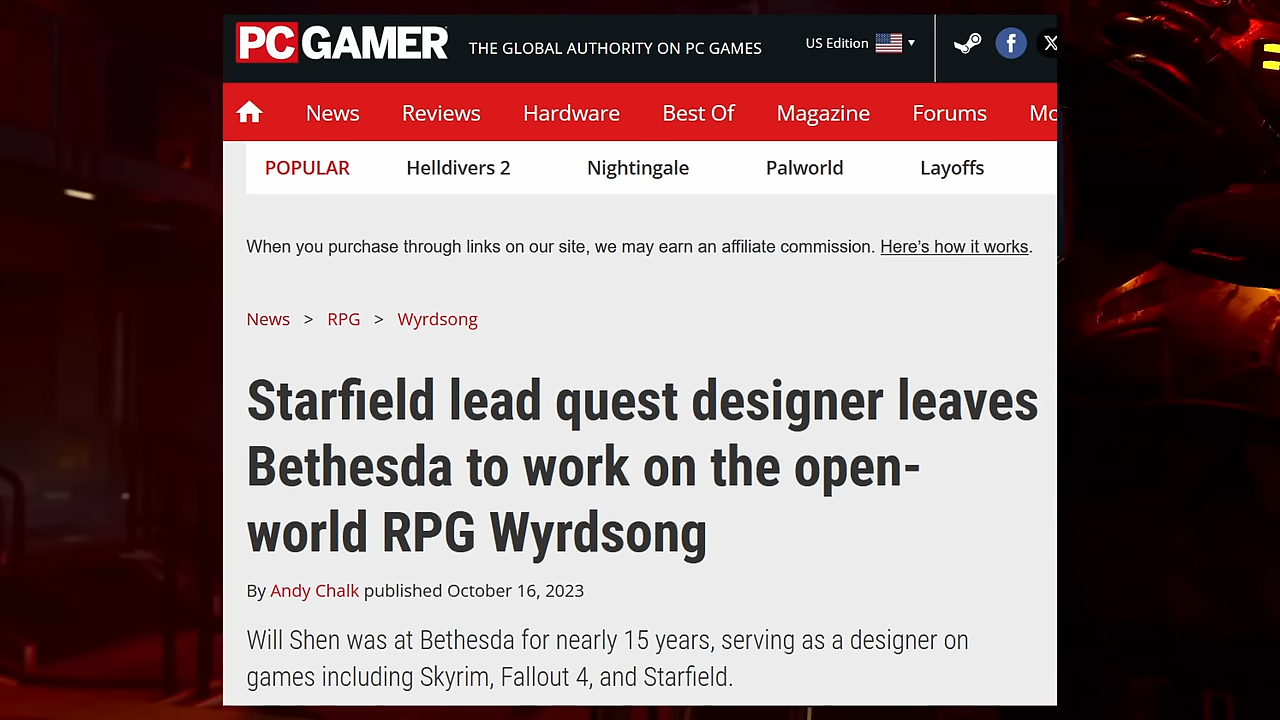 PC GAMER THE GLOBAL AUTHORITY ON PC GAMES US Edition
News Reviews Hardware Best Of Magazine Forums Mo
POPULAR Helldivers 2 Nightingale Palworld Layoffs
When you purchase through links on our site, we may earn an affiliate commission. Here's how it works.
News > RPG > Wyrdsong
Starfield lead quest designer leaves
Bethesda to work on the open-
world RPG Wyrdsong
By Andy Chalk published October 16, 2023
Will Shen was at Bethesda for nearly 15 years, serving as a designer on
games including Skyrim, Fallout 4, and Starfield.